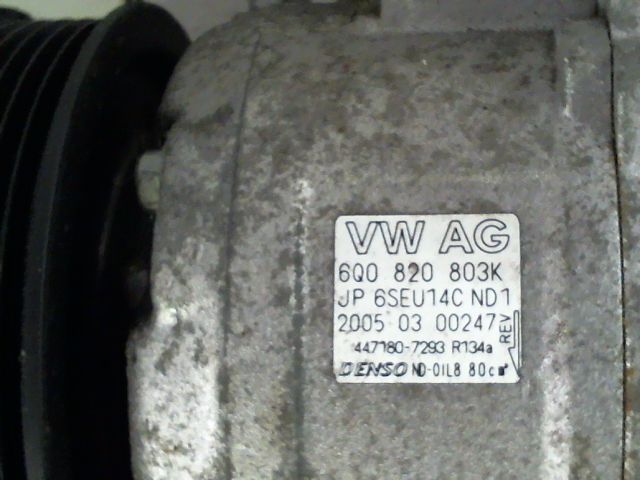 VW AG
6Q0 820 803K
JP 6SEU14C ND1
2005 03 00247
REV
447180-7293 R134a
DENSO ND-OIL8 80cm³